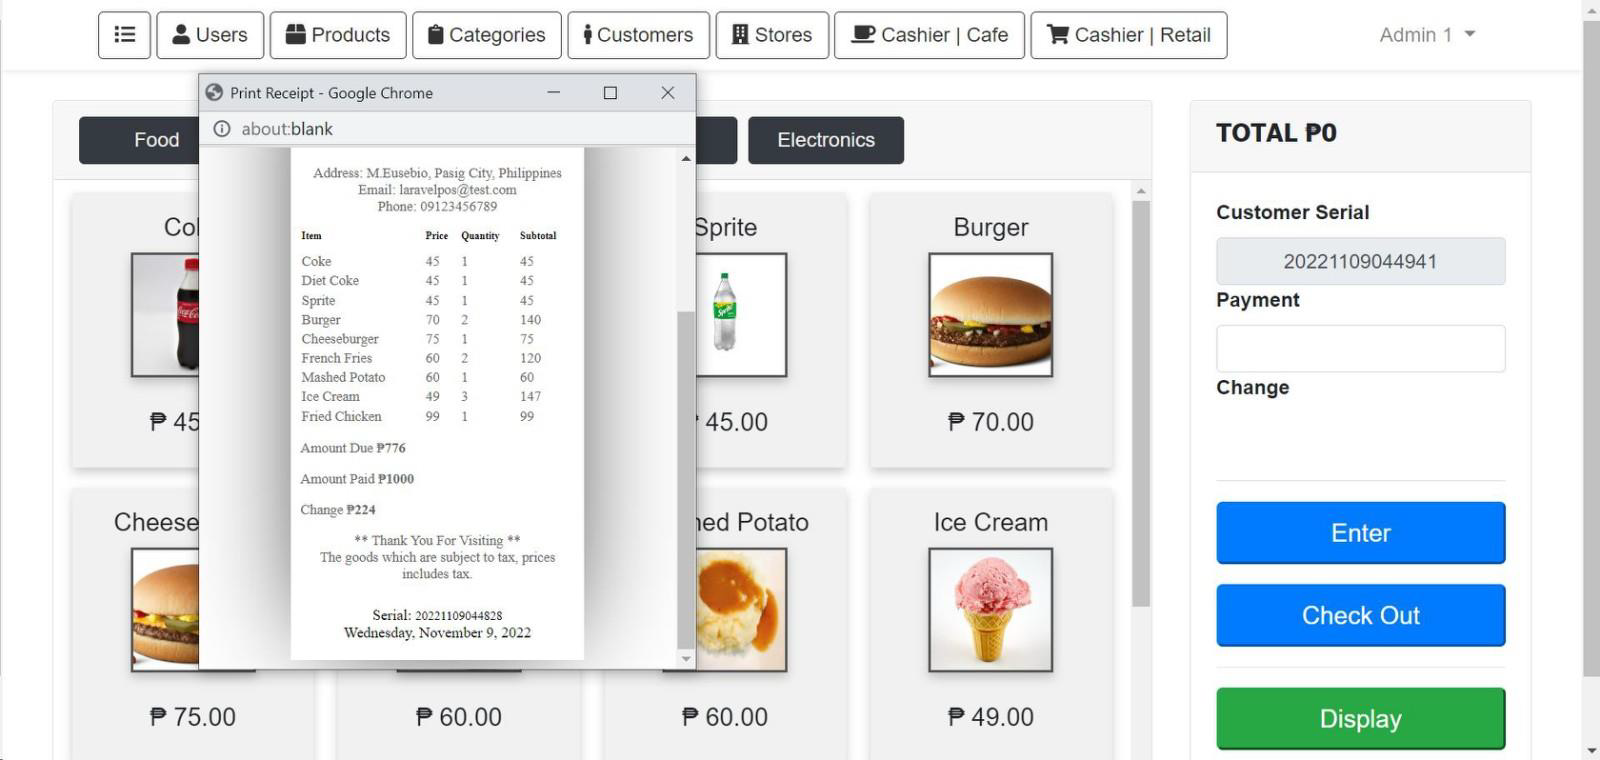 Users
Products
Categories
Customers
Stores
Cashier | Cafe
Cashier | Retail
Admin 1
Print Receipt - Google Chrome
about:blank
Address: M.Eusebio, Pasig City, Philippines
Email: laravelpos@test.com
Phone: 09123456789
Item Price Quantity Subtotal
Coke 45 1 45
Diet Coke 45 1 45
Sprite 45 1 45
Burger 70 2 140
Cheeseburger 75 1 75
French Fries 60 2 120
Mashed Potato 60 1 60
Ice Cream 49 3 147
Fried Chicken 99 1 99
Amount Due ₱776
Amount Paid ₱1000
Change ₱224
** Thank You For Visiting **
The goods which are subject to tax, prices
includes tax.
Serial: 20221109044828
Wednesday, November 9, 2022
Food
Electronics
Sprite
Burger
₱ 45
45.00
₱ 70.00
Ice Cream
₱ 75.00
₱ 60.00
₱ 60.00
₱ 49.00
TOTAL ₱0
Customer Serial
20221109044941
Payment
Change
Enter
Check Out
Display